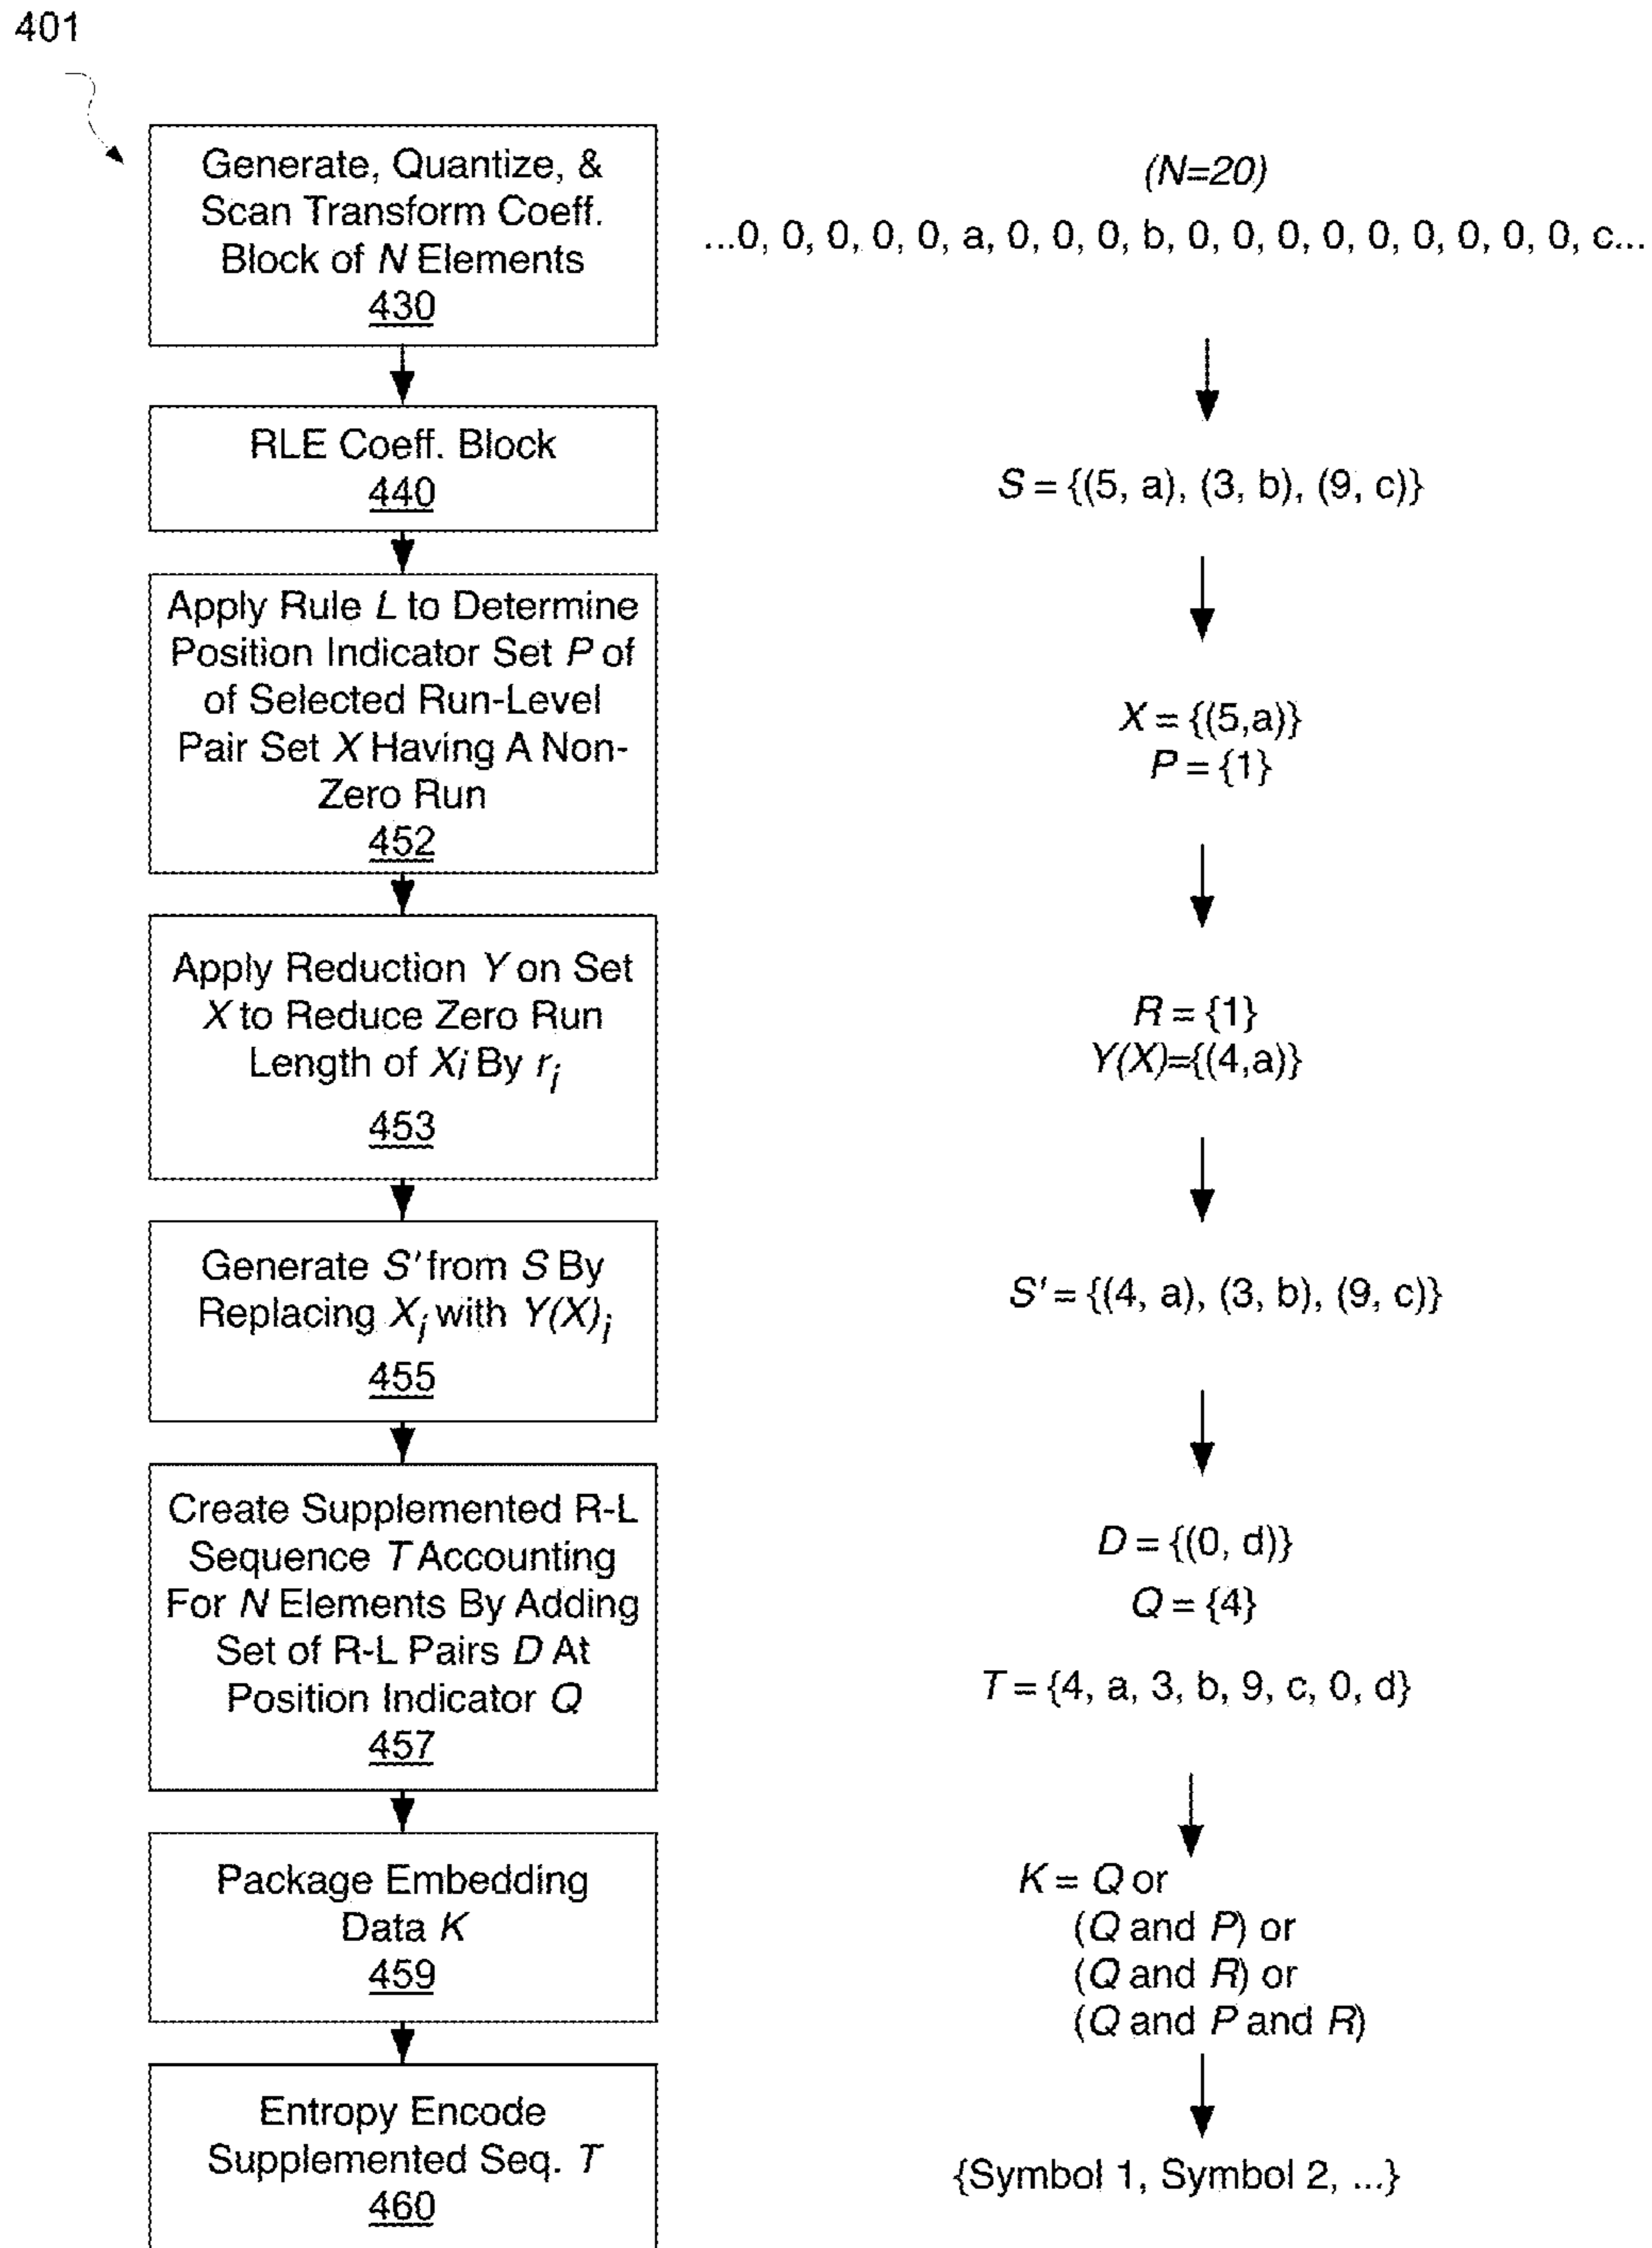 401
Generate, Quantize, &
Scan Transform Coeff.
Block of N Elements
430
(N=20)
...0, 0, 0, 0, 0, a, 0, 0, 0, b, 0, 0, 0, 0, 0, 0, 0, 0, 0, c...
RLE Coeff. Block
440
S = {(5, a), (3, b), (9, c)}
Apply Rule L to Determine
Position Indicator Set P of
of Selected Run-Level
Pair Set X Having A Non-
Zero Run
452
X = {(5,a)}
P = {1}
Apply Reduction Y on Set
X to Reduce Zero Run
Length of Xi By ri
453
R = {1}
Y(X)={(4,a)}
Generate S' from S By
Replacing Xi with Y(X)i
455
S' = {(4, a), (3, b), (9, c)}
Create Supplemented R-L
Sequence T Accounting
For N Elements By Adding
Set of R-L Pairs D At
Position Indicator Q
457
D = {(0, d)}
Q = {4}
T = {4, a, 3, b, 9, c, 0, d}
Package Embedding
Data K
459
K = Q or
(Q and P) or
(Q and R) or
(Q and P and R)
Entropy Encode
Supplemented Seq. T
460
{Symbol 1, Symbol 2, ...}